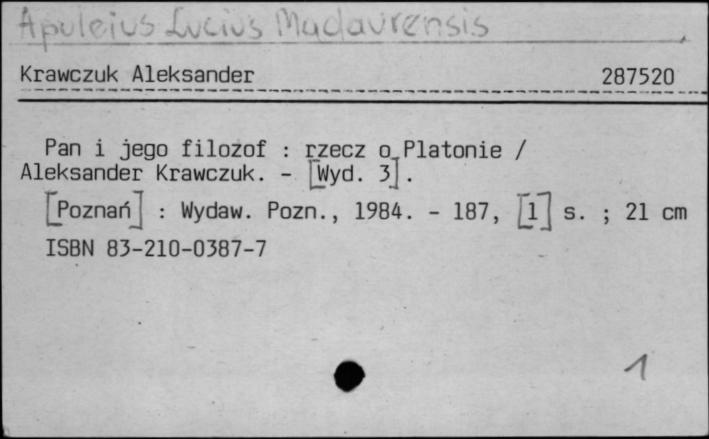 Apuleius Lucius Madaurensis
Krawczuk Aleksander 287520
Pan i jego filozof : rzecz o Platonie /
Aleksander Krawczuk. - [Wyd. 3].
[Poznań] : Wydaw. Pozn., 1984. - 187, [1] s. ; 21 cm
ISBN 83-210-0387-7
1